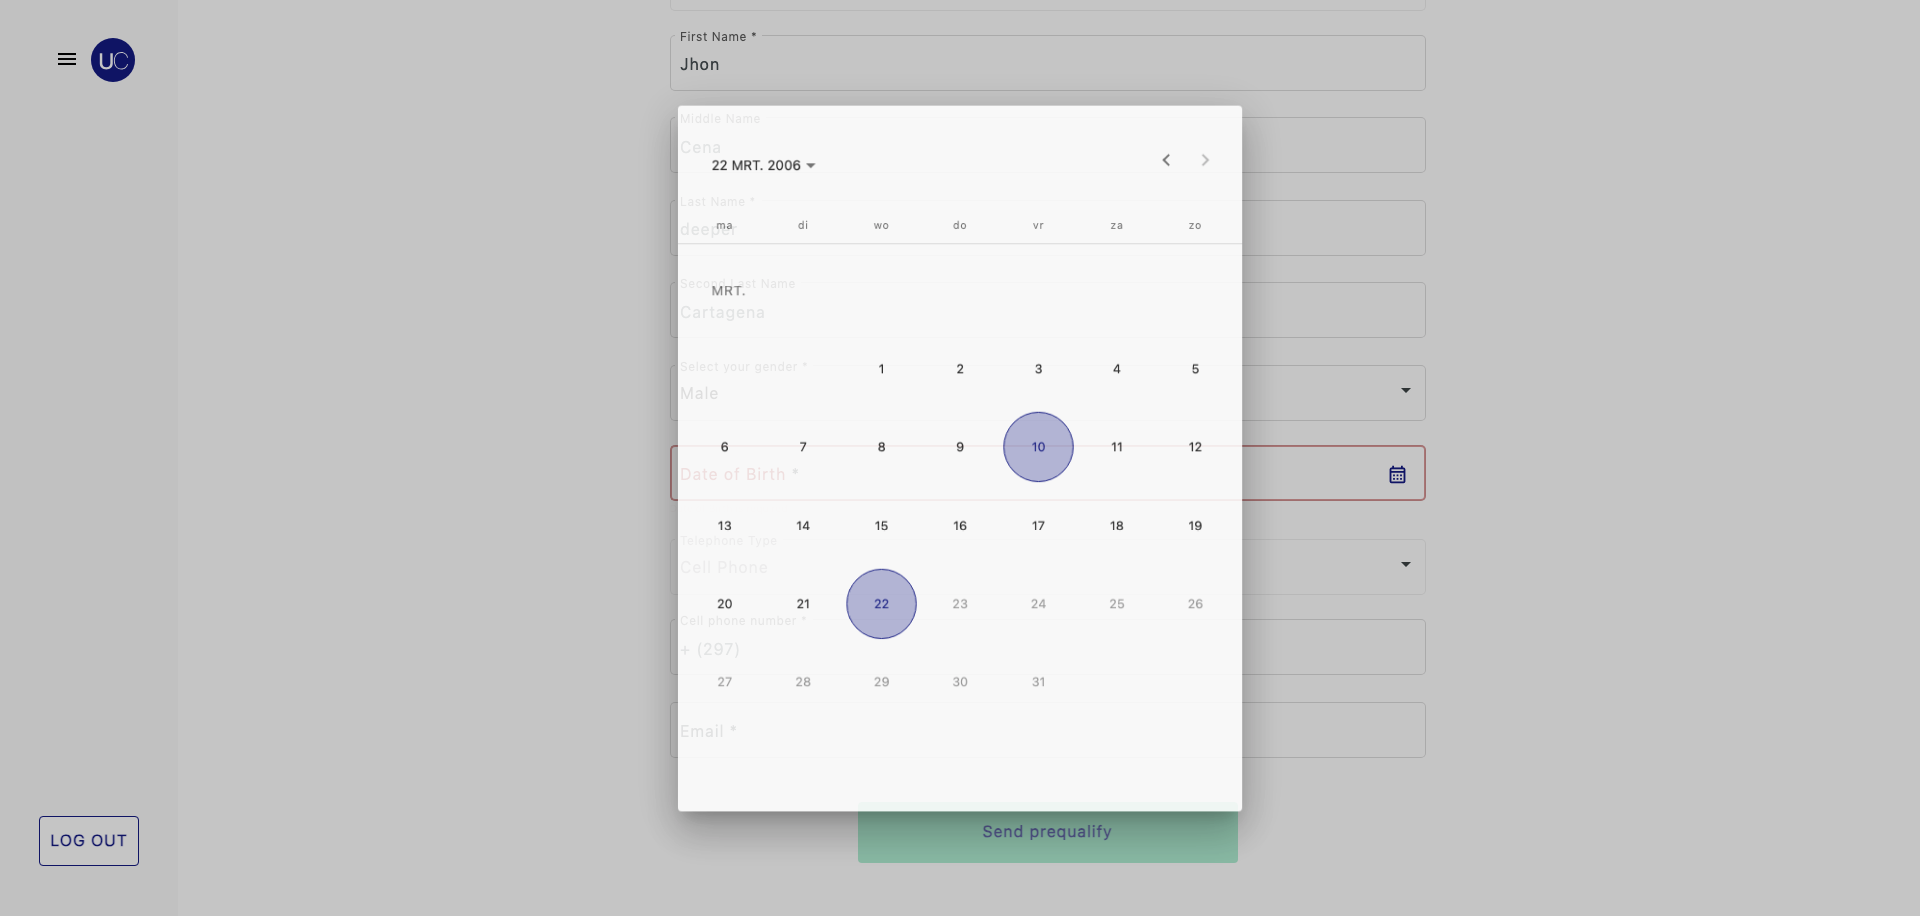 UC
First Name *
Jhon
Middle Name
Cena
22 MRT. 2006
Last Name *
deeper
ma di wo do vr za zo
Second Last Name
MRT.
Cartagena
Select your gender *
1 2 3 4 5
Male
6 7 8 9 10 11 12
Date of Birth *
13 14 15 16 17 18 19
Telephone Type
Cell Phone
20 21 22 23 24 25 26
Cell phone number *
+ (297)
27 28 29 30 31
Email *
Send prequalify
LOG OUT